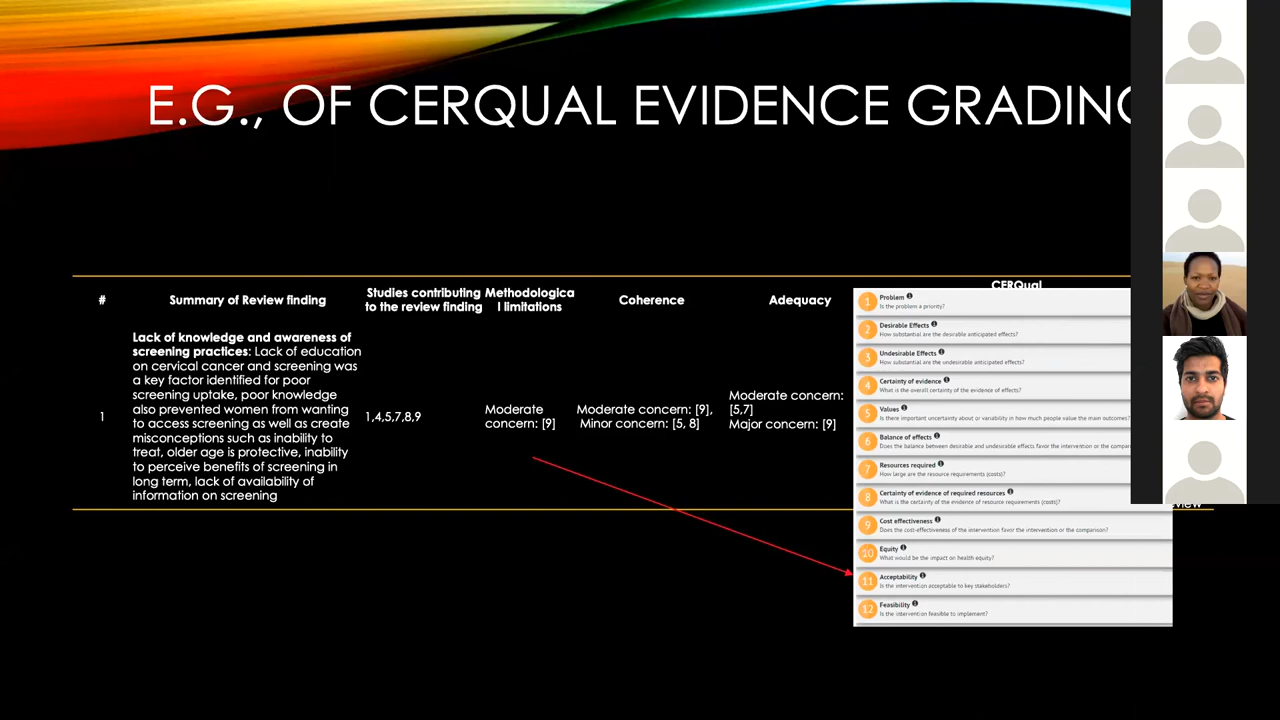 E.G., OF CERQUAL EVIDENCE GRADING
#
Summary of Review finding
Studies contributing
to the review finding
Methodologica
l limitations
Coherence
Adequacy
CERQual
1
Lack of knowledge and awareness of
screening practices: Lack of education
on cervical cancer and screening was
a key factor identified for poor
screening uptake, poor knowledge
also prevented women from wanting
to access screening as well as create
misconceptions such as inability to
treat, older age is protective, inability
to perceive benefits of screening in
long term, lack of availability of
information on screening
1,4,5,7,8,9
Moderate
concern: [9]
Moderate concern: [9],
Minor concern: [5, 8]
Moderate concern:
[5,7]
Major concern: [9]
1 Problem
Is the problem a priority?
2 Desirable Effects
How substantial are the desirable anticipated effects?
3 Undesirable Effects
How substantial are the undesirable anticipated effects?
4 Certainty of evidence
What is the overall certainty of the evidence of effects?
5 Values
Is there important uncertainty about or variability in how much people value the main outcomes?
6 Balance of effects
Does the balance between desirable and undesirable effects favor the intervention or the
7 Resources required
How large are the resource requirements (costs)?
8 Certainty of evidence of required resources
What is the certainty of the evidence of resource requirements (costs)?
9 Cost effectiveness
Does the cost-effectiveness of the intervention favor the intervention or the comparison?
10 Equity
What would be the impact on health equity?
11 Acceptability
Is the intervention acceptable to key stakeholders?
12 Feasibility
Is the intervention feasible to implement?